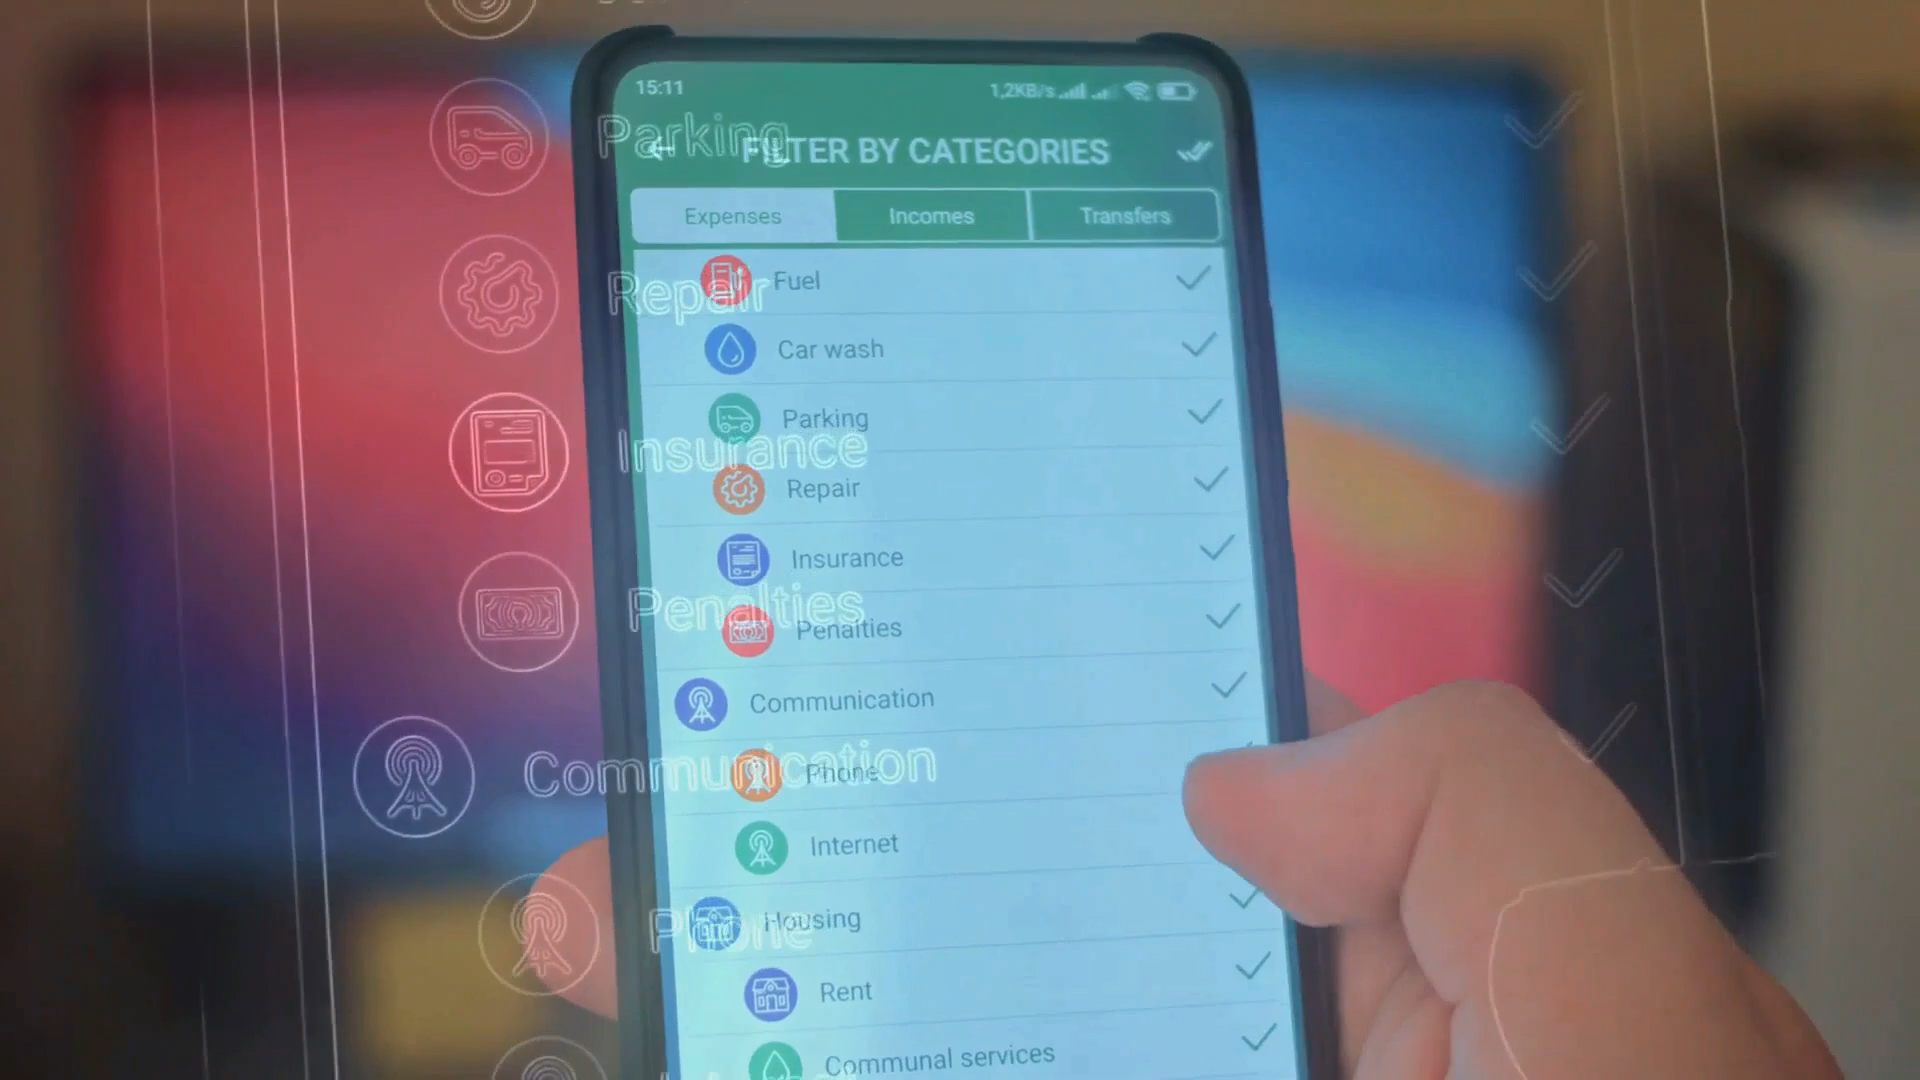 15:11 1,2KB/s
Parking
FILTER BY CATEGORIES
Expenses Incomes Transfers
Fuel
Repair
Car wash
Parking
Insurance
Repair
Insurance
Penalties
Penalties
Communication
Communication
Phone
Internet
Housing
Phone
Rent
Communal services